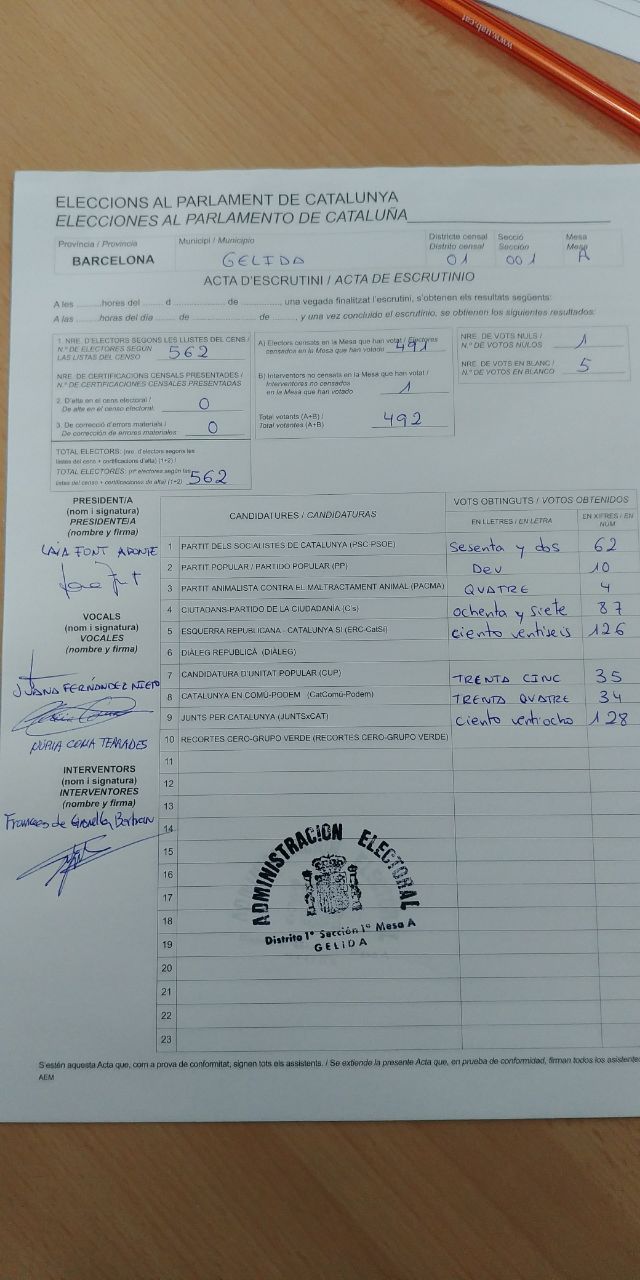 www.uab.cat
ELECCIONS AL PARLAMENT DE CATALUNYA
ELECCIONES AL PARLAMENTO DE CATALUÑA
Província / Provincia
BARCELONA
Municipi / Municipio
GELIDA
Districte censal
Distrito censal
01
Secció
Sección
001
Mesa
Mesa
A
ACTA D'ESCRUTINI / ACTA DE ESCRUTINIO
A les ........hores del ...... d ............ de ............, una vegada finalitzat l'escrutini, s'obtenen els resultats següents:
A las ........horas del día ...... de ............ de ............, y una vez concluido el escrutinio, se obtienen los siguientes resultados:
1. NRE. D'ELECTORS SEGONS LES LLISTES DEL CENS /
N.º DE ELECTORES SEGÚN
LAS LISTAS DEL CENSO
562
NRE. DE CERTIFICACIONS CENSALS PRESENTADES /
N.º DE CERTIFICACIONES CENSALES PRESENTADAS
2. D'alta en el cens electoral /
De alta en el censo electoral:
0
3. De correcció d'errors materials /
De corrección de errores materiales
0
TOTAL ELECTORS: (nre. d'electors segons les
llistes del cens + certificacions d'alta) (1+2) /
TOTAL ELECTORES: (nº electores según las
listas del censo + certificaciones de alta) (1+2)
562
A) Electors censats en la Mesa que han votat / Electores
censados en la Mesa que han votado
491
B) Interventors no censats en la Mesa que han votat /
Interventores no censados
en la Mesa que han votado
1
Total votants (A+B) /
Total votantes (A+B)
492
NRE. DE VOTS NULS /
N.º DE VOTOS NULOS
1
NRE. DE VOTS EN BLANC /
N.º DE VOTOS EN BLANCO
5
PRESIDENT/A
(nom i signatura)
PRESIDENTE/A
(nombre y firma)
LAIA FONT APONTE
VOCALS
(nom i signatura)
VOCALES
(nombre y firma)
JUANA FERNÁNDEZ NIETO
NÚRIA COMA TERRADES
INTERVENTORS
(nom i signatura)
INTERVENTORES
(nombre y firma)
Francesc de Bertran
CANDIDATURES / CANDIDATURAS
VOTS OBTINGUTS / VOTOS OBTENIDOS
EN LLETRES / EN LETRA
EN XIFRES / EN
NUM
1 PARTIT DELS SOCIALISTES DE CATALUNYA (PSC-PSOE) sesenta y dos 62
2 PARTIT POPULAR / PARTIDO POPULAR (PP) Deu 10
3 PARTIT ANIMALISTA CONTRA EL MALTRACTAMENT ANIMAL (PACMA) QUATRE 4
4 CIUTADANS-PARTIDO DE LA CIUDADANÍA (C's) ochenta y siete 87
5 ESQUERRA REPUBLICANA - CATALUNYA SÍ (ERC-CatSí) ciento ventiseis 126
6 DIÀLEG REPUBLICÀ (DIÀLEG)
7 CANDIDATURA D'UNITAT POPULAR (CUP) TRENTA CINC 35
8 CATALUNYA EN COMÚ-PODEM (CatComú-Podem) TRENTA QUATRE 34
9 JUNTS PER CATALUNYA (JUNTSxCAT) ciento ventiocho 128
10 RECORTES CERO-GRUPO VERDE (RECORTES CERO-GRUPO VERDE)
11
12
13
14
15
16
17
18
19
20
21
22
23
ADMINISTRACION ELECTORAL
Distrito 1º Sección 1ª Mesa A
GELIDA
S'estén aquesta Acta que, com a prova de conformitat, signen tots els assistents. / Se extiende la presente Acta que, en prueba de conformidad, firman todos los asistentes
AEM